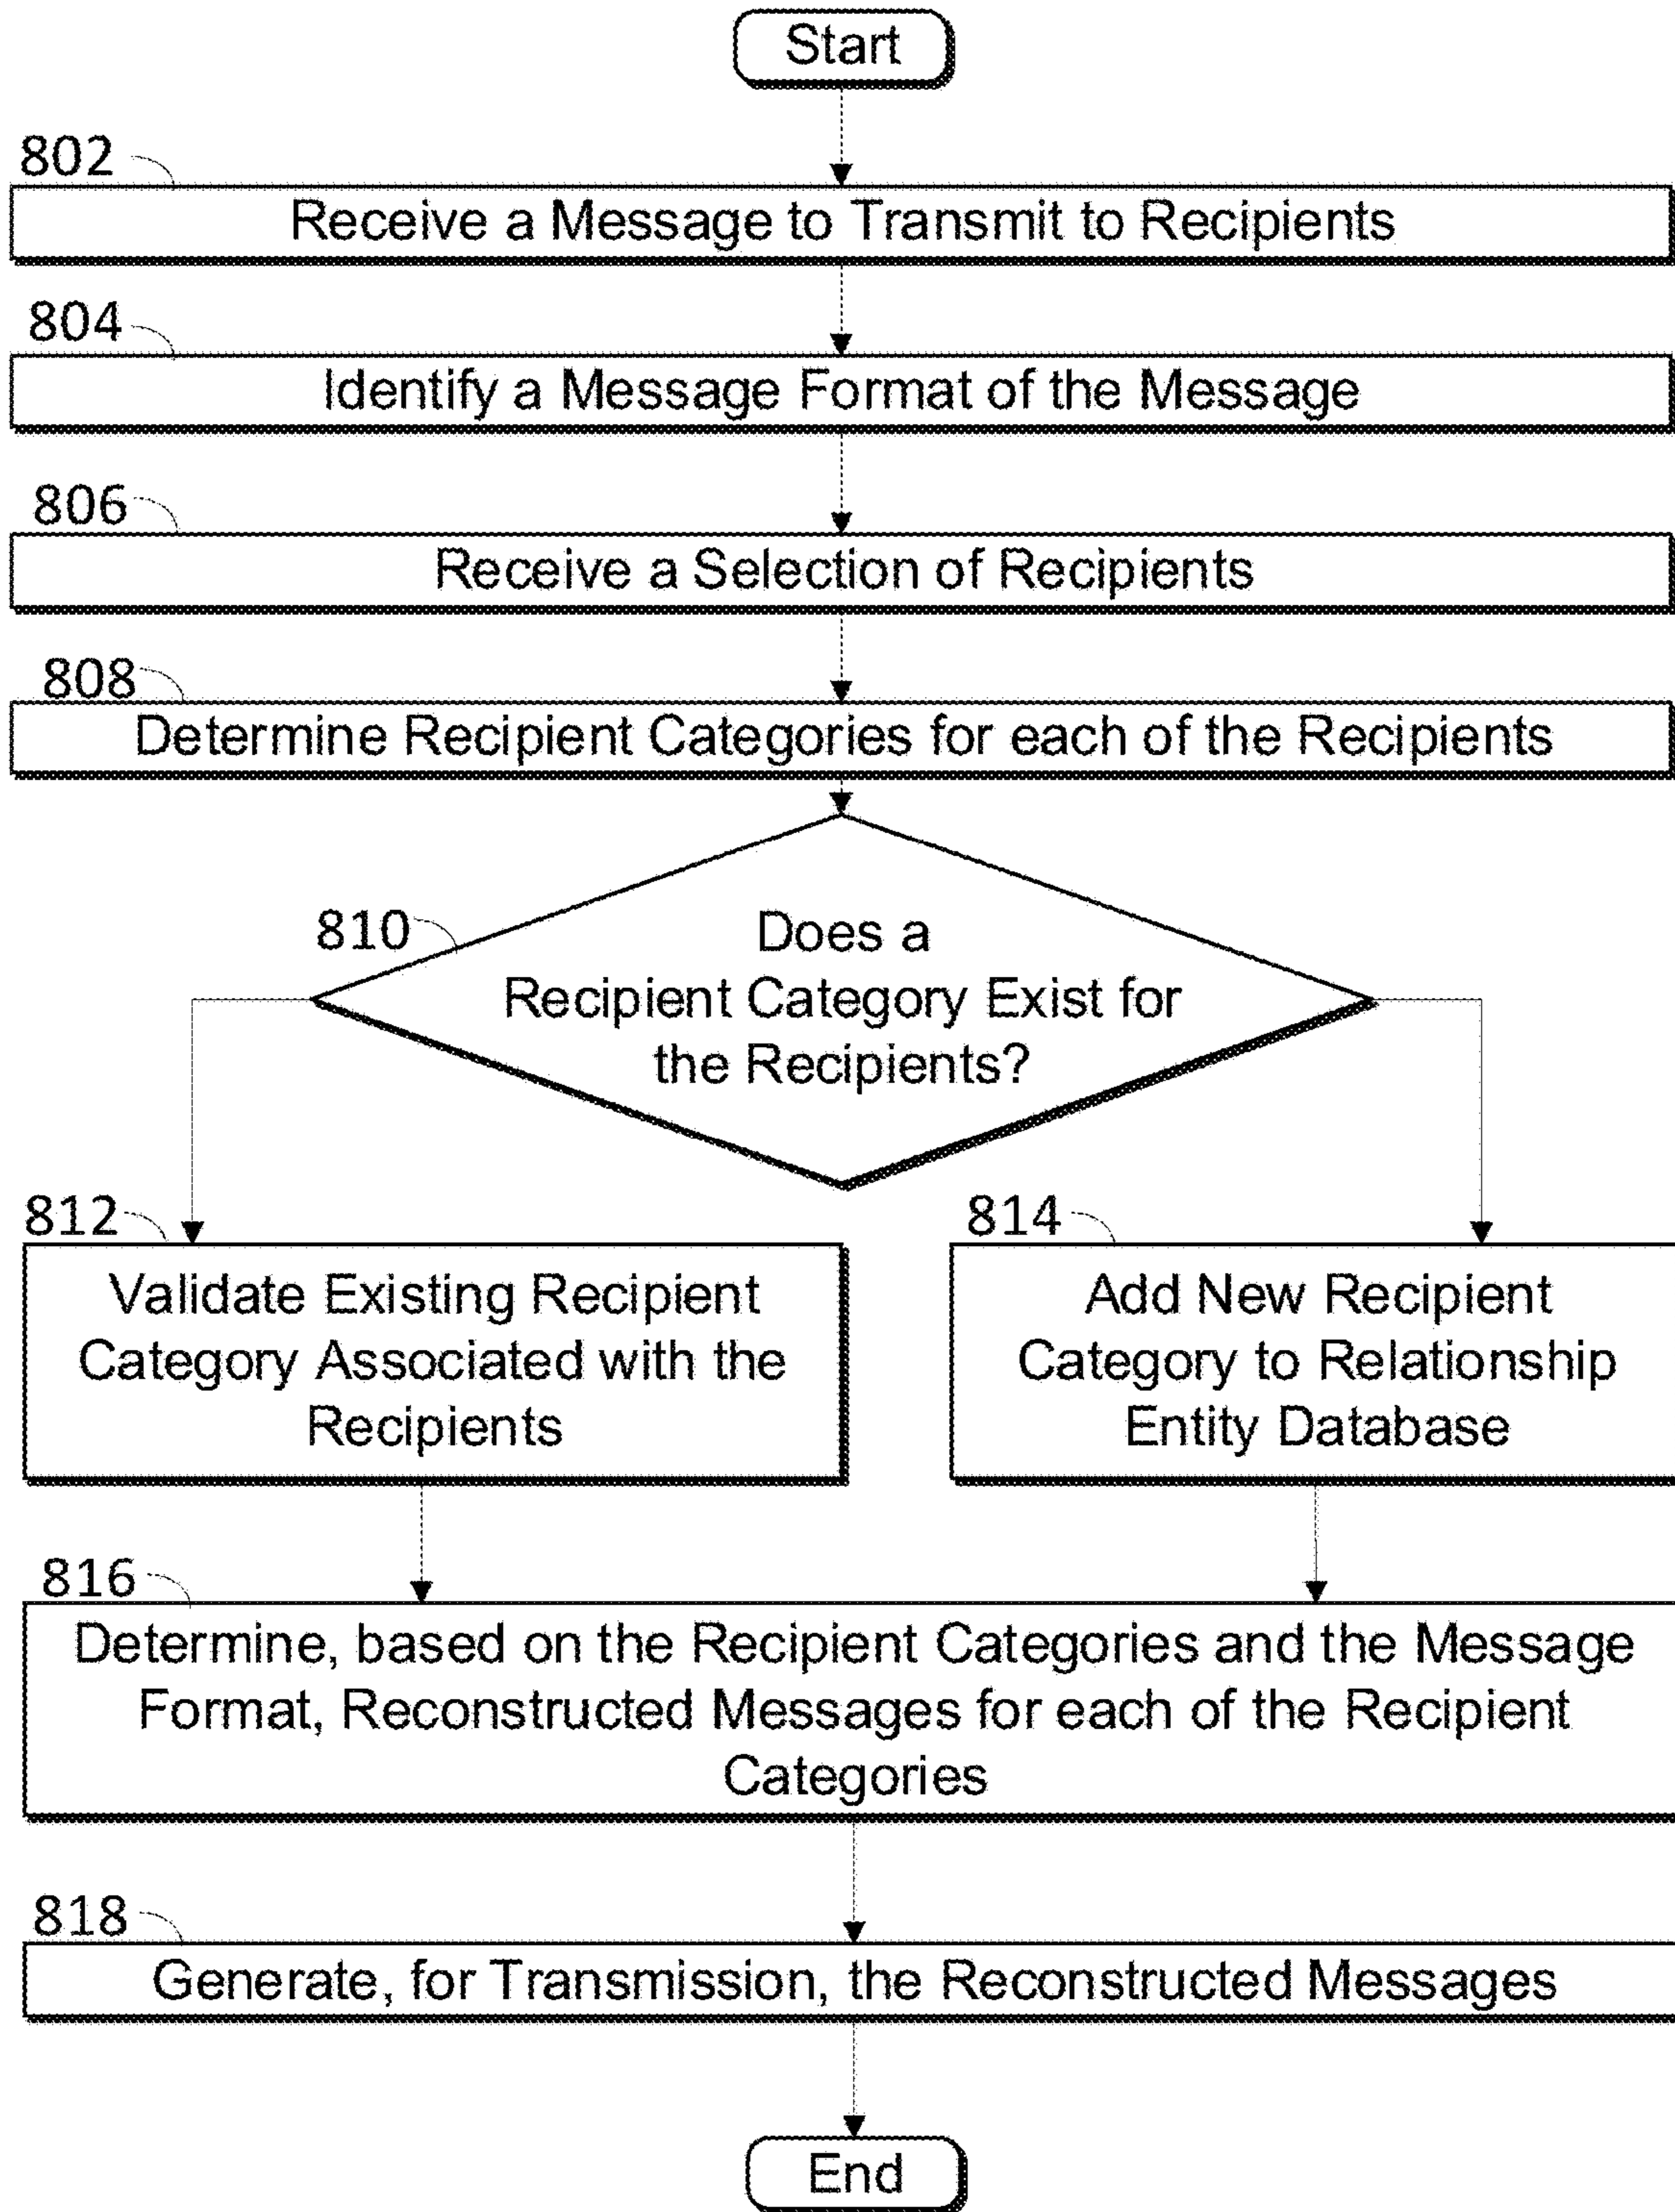 Start
802
Receive a Message to Transmit to Recipients
804
Identify a Message Format of the Message
806
Receive a Selection of Recipients
808
Determine Recipient Categories for each of the Recipients
810
Does a
Recipient Category Exist for
the Recipients?
812
Validate Existing Recipient
Category Associated with the
Recipients
814
Add New Recipient
Category to Relationship
Entity Database
816
Determine, based on the Recipient Categories and the Message
Format, Reconstructed Messages for each of the Recipient
Categories
818
Generate, for Transmission, the Reconstructed Messages
End